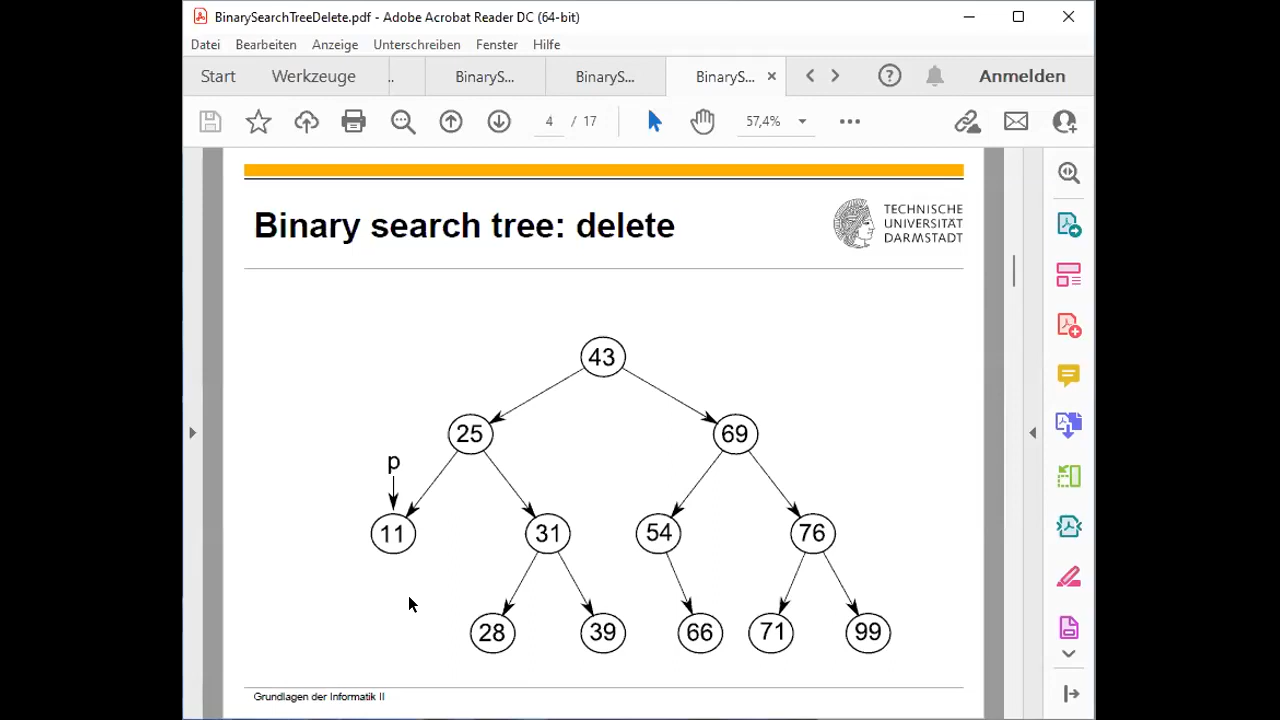 BinarySearchTreeDelete.pdf - Adobe Acrobat Reader DC (64-bit)
Datei Bearbeiten Anzeige Unterschreiben Fenster Hilfe
Start Werkzeuge .. BinaryS... BinaryS... BinaryS... Anmelden
4 / 17 57,4%
Binary search tree: delete
TECHNISCHE
UNIVERSITÄT
DARMSTADT
43
25 69
p
11 31 54 76
28 39 66 71 99
Grundlagen der Informatik II